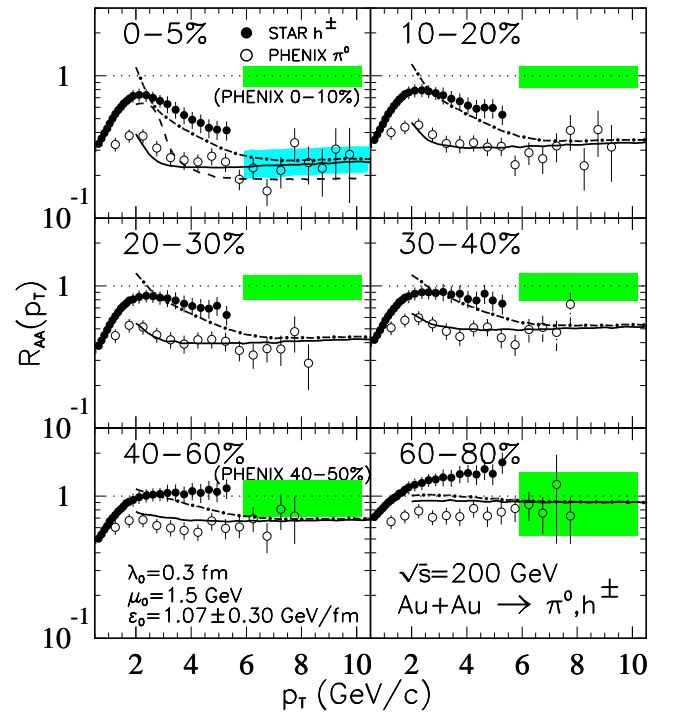 0−5%
● STAR h±
○ PHENIX π⁰
(PHENIX 0−10%)
10−20%
1
10⁻¹
20−30%
30−40%
1
10⁻¹
R_AA(p_T)
40−60%
(PHENIX 40−50%)
60−80%
1
λ₀=0.3 fm
μ₀=1.5 GeV
ε₀=1.07±0.30 GeV/fm
√s=200 GeV
Au+Au → π⁰,h±
10⁻¹
2 4 6 8 10 2 4 6 8 10
p_T (GeV/c)